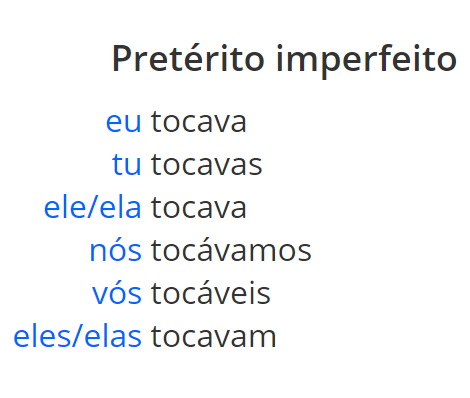 Pretérito imperfeito
eu tocava
tu tocavas
ele/ela tocava
nós tocávamos
vós tocáveis
eles/elas tocavam